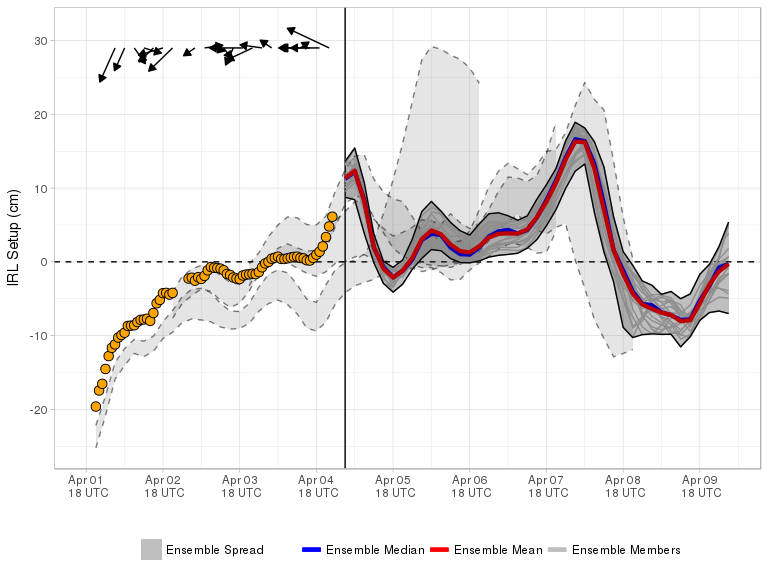 30
20
10
0
-10
-20
IRL Setup (cm)
Apr 01 Apr 02 Apr 03 Apr 04 Apr 05 Apr 06 Apr 07 Apr 08 Apr 09
18 UTC 18 UTC 18 UTC 18 UTC 18 UTC 18 UTC 18 UTC 18 UTC 18 UTC
Ensemble Spread Ensemble Median Ensemble Mean Ensemble Members